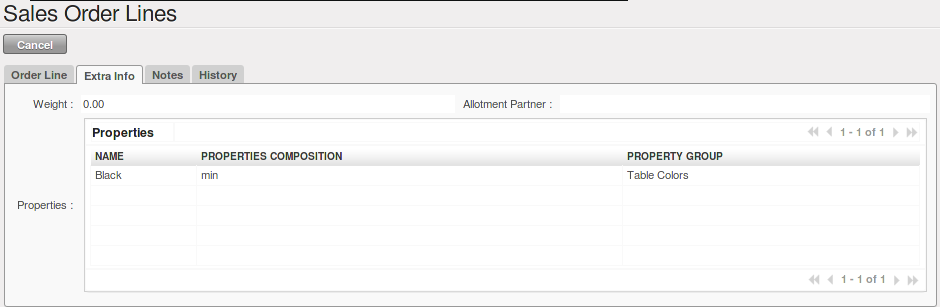 Sales Order Lines
Cancel
Order Line Extra Info Notes History
Weight : 0.00 Allotment Partner :
Properties 1 - 1 of 1
NAME PROPERTIES COMPOSITION PROPERTY GROUP
Black min Table Colors
Properties :
1 - 1 of 1